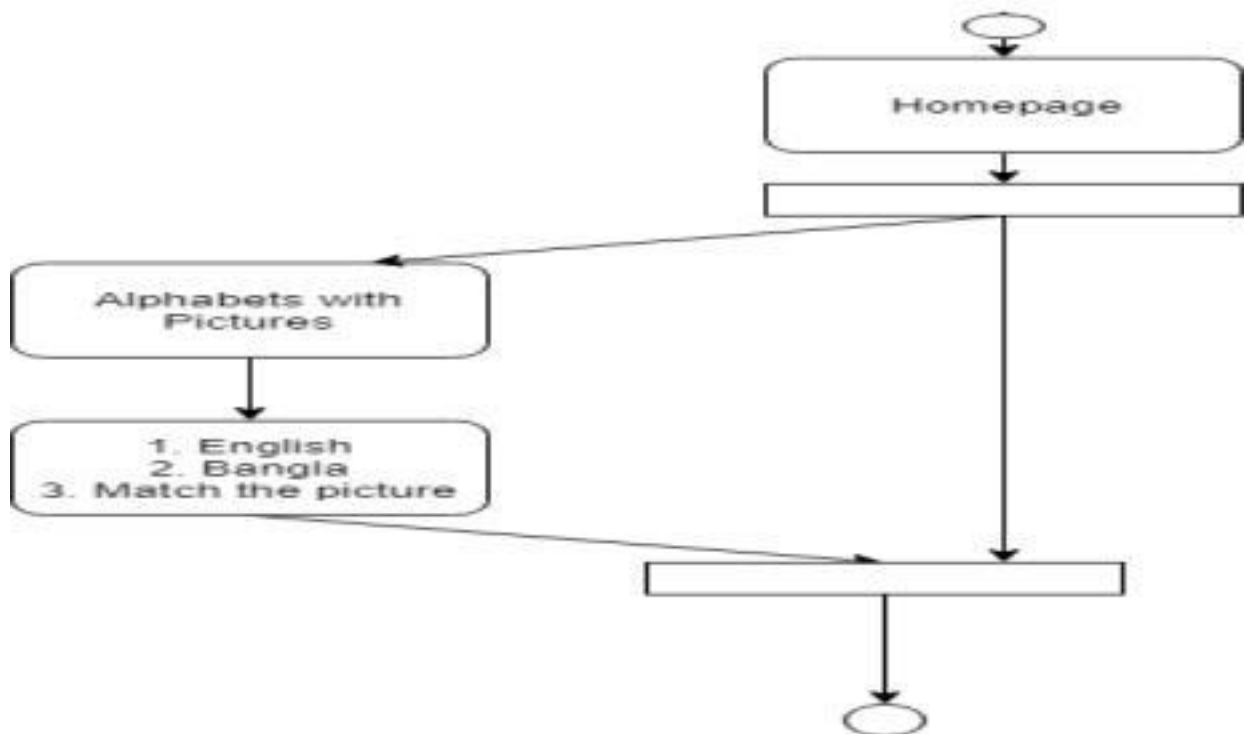 Homepage
Alphabets with
Pictures
1. English
2. Bangla
3. Match the picture